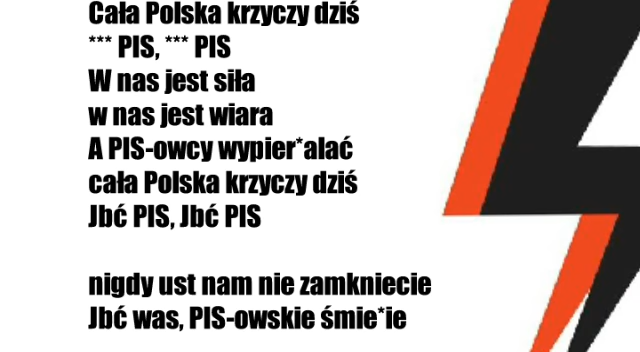 Cała Polska krzyczy dziś
*** PIS, *** PIS
W nas jest siła
w nas jest wiara
A PIS-owcy wypier*alać
cała Polska krzyczy dziś
Jbć PIS, Jbć PIS
nigdy ust nam nie zamkniecie
Jbć was, PIS-owskie śmie*ie